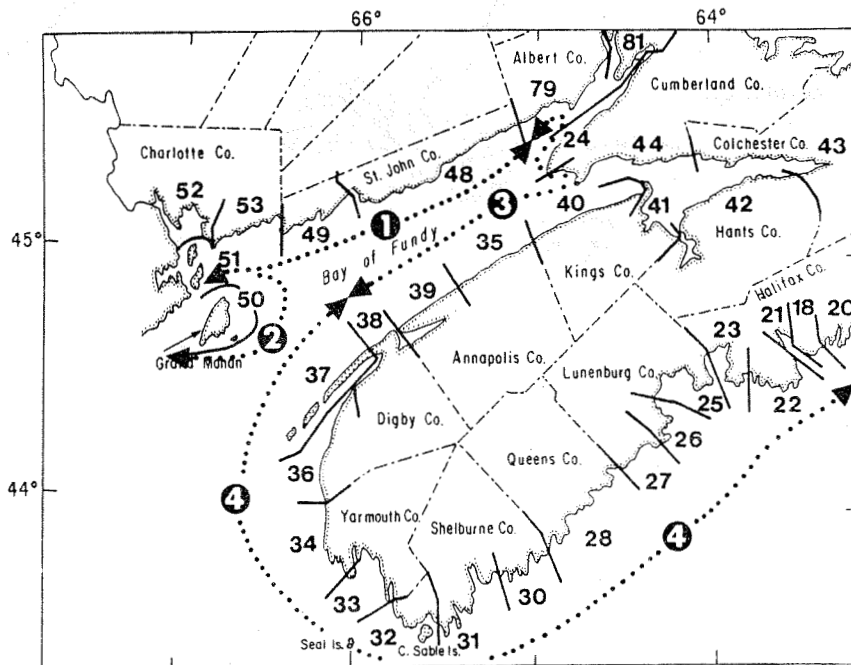 66°
64°
Albert Co.
81
Cumberland Co.
79
Charlotte Co.
24
44
Colchester Co.
43
St. John Co.
48
52
53
49
1
3
40
41
42
45°
51
Bay of Fundy
35
Hants Co.
Kings Co.
50
39
Halifax Co.
2
38
21
18
20
Grand Manan
37
Annapolis Co.
23
Lunenburg Co.
22
25
Digby Co.
26
36
Queens Co.
27
44°
4
Yarmouth Co.
Shelburne Co.
34
28
4
33
30
32
31
Seal Is.
C. Sable Is.